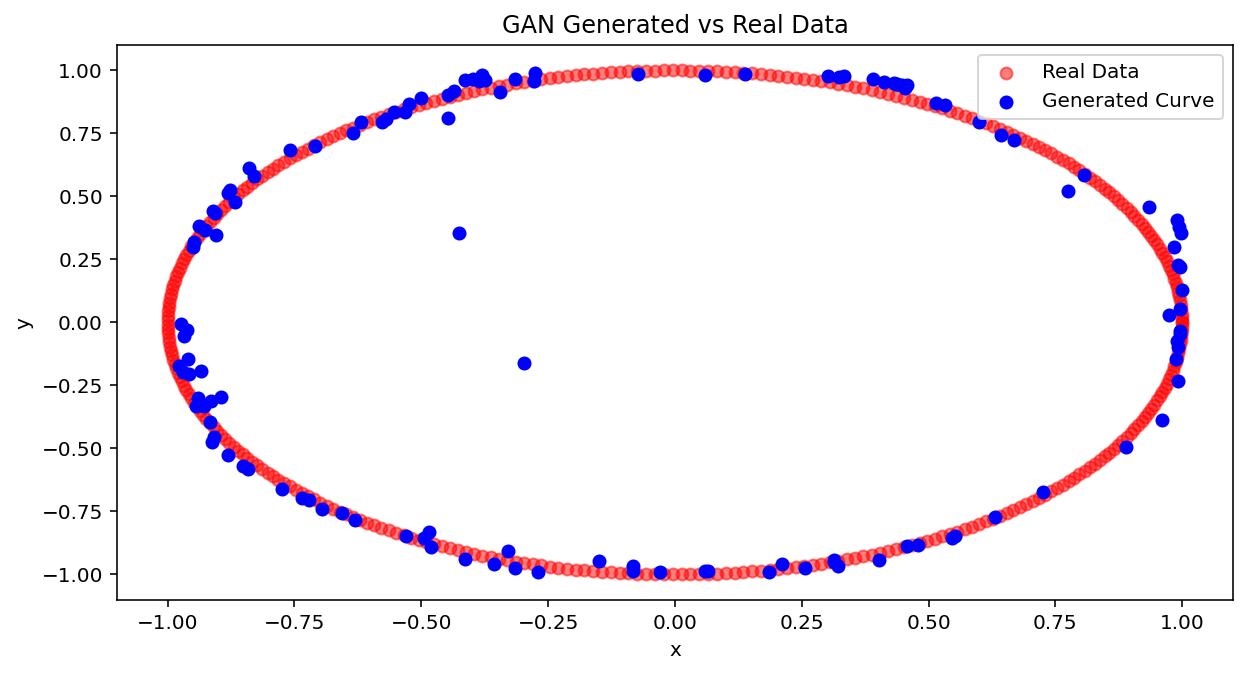 GAN Generated vs Real Data
Real Data
Generated Curve
1.00
0.75
0.50
0.25
0.00
−0.25
−0.50
−0.75
−1.00
y
−1.00 −0.75 −0.50 −0.25 0.00 0.25 0.50 0.75 1.00
x